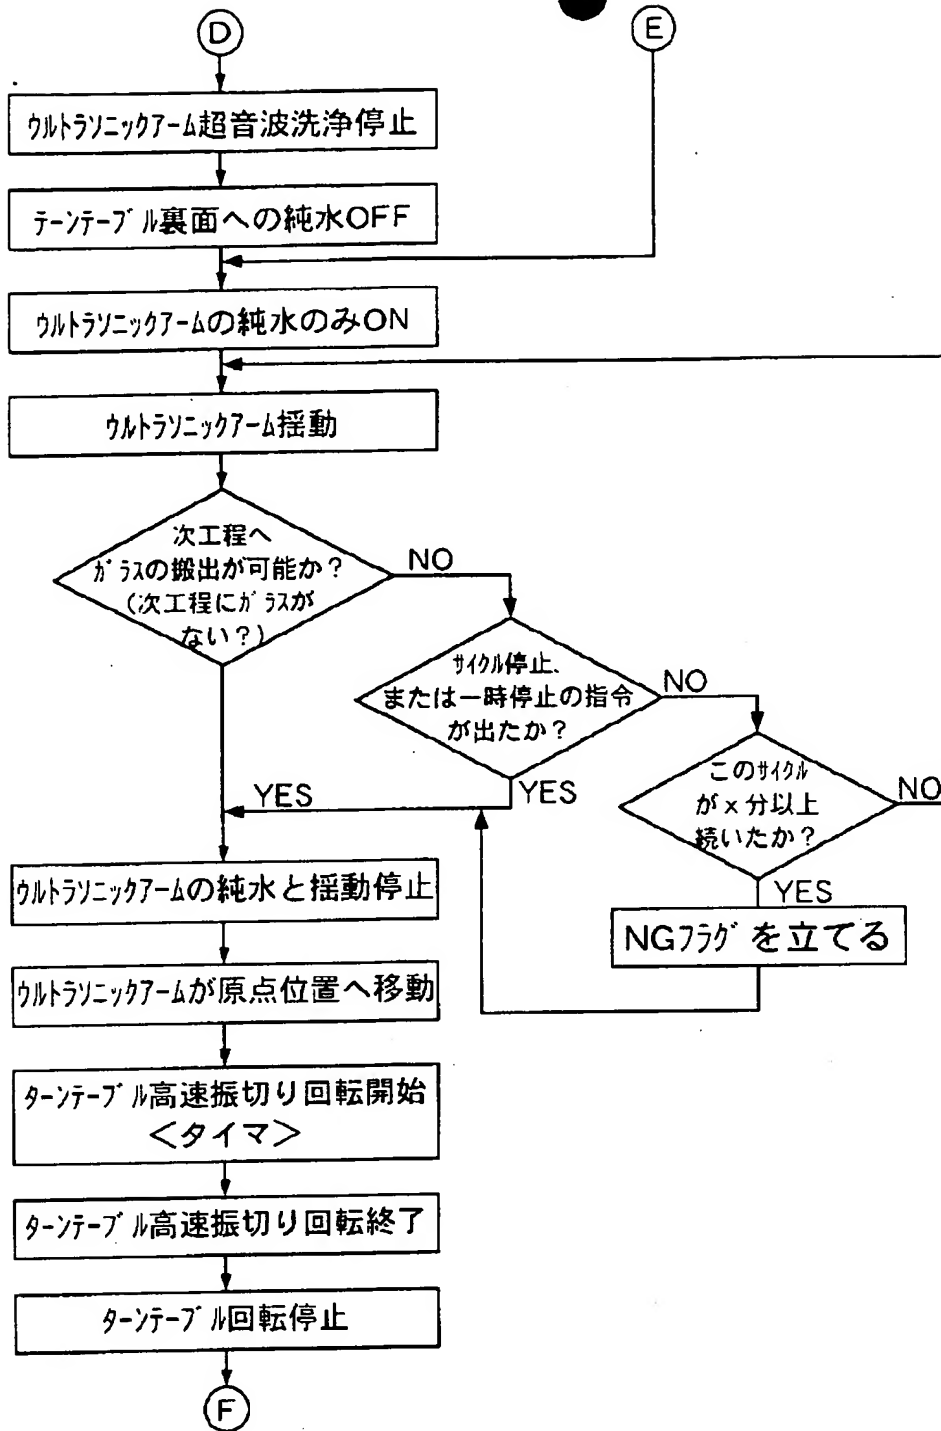 D
E
ウルトラソニックアーム超音波洗浄停止
テーンテーブル裏面への純水OFF
ウルトラソニックアームの純水のみON
ウルトラソニックアーム揺動
次工程へ
ガラスの搬出が可能か?
(次工程にガラスが
ない?)
NO
サイクル停止、
または一時停止の指令
が出たか?
NO
このサイクル
がx分以上
続いたか?
NO
YES
YES
YES
ウルトラソニックアームの純水と揺動停止
NGフラグを立てる
ウルトラソニックアームが原点位置へ移動
ターンテーブル高速振切り回転開始
<タイマ>
ターンテーブル高速振切り回転終了
ターンテーブル回転停止
F